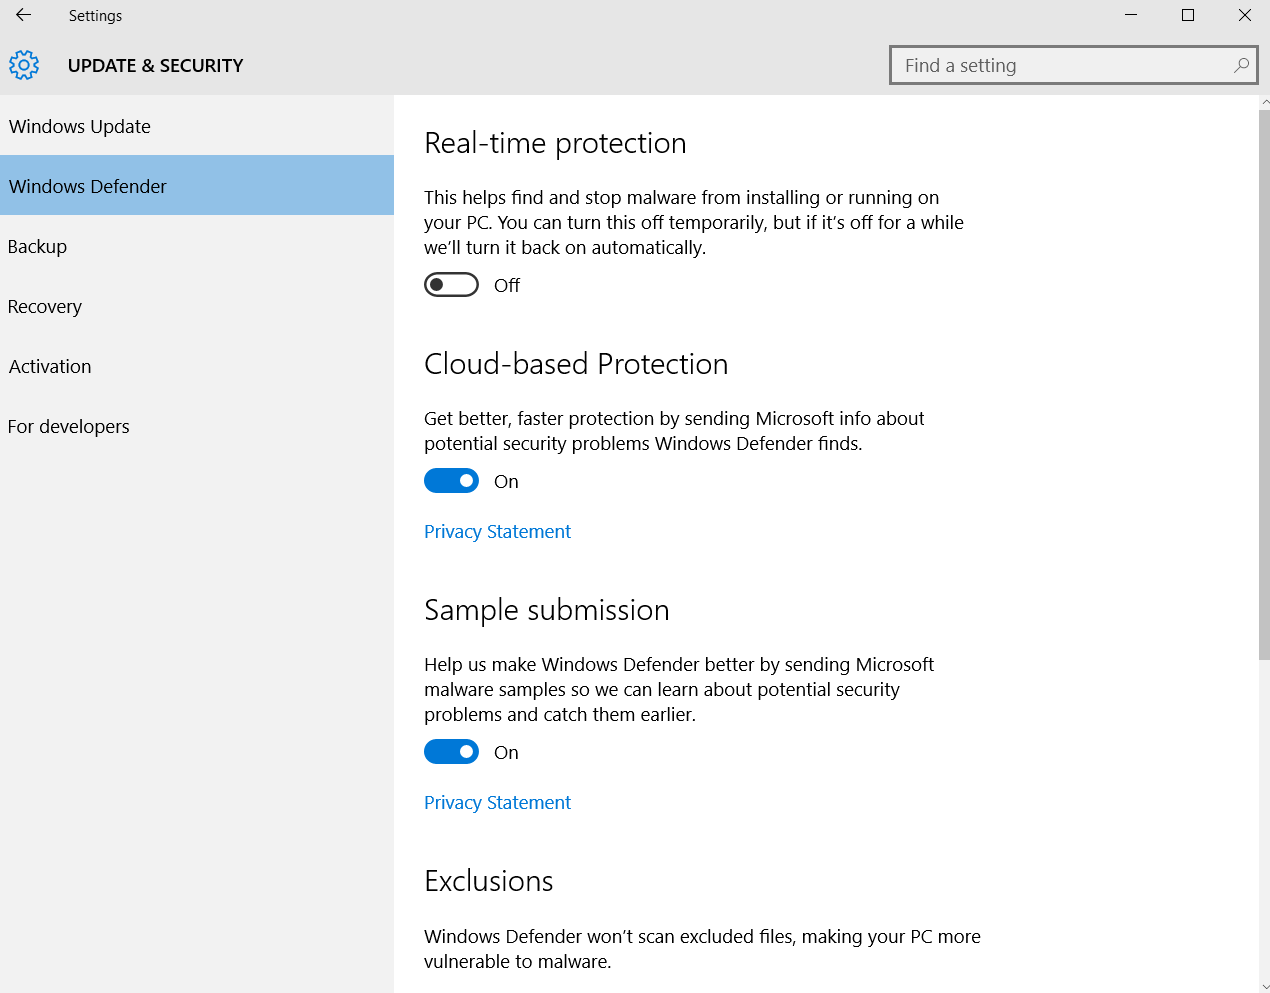 Settings
UPDATE & SECURITY
Find a setting
Windows Update
Windows Defender
Backup
Recovery
Activation
For developers
Real-time protection
This helps find and stop malware from installing or running on
your PC. You can turn this off temporarily, but if it’s off for a while
we’ll turn it back on automatically.
Off
Cloud-based Protection
Get better, faster protection by sending Microsoft info about
potential security problems Windows Defender finds.
On
Privacy Statement
Sample submission
Help us make Windows Defender better by sending Microsoft
malware samples so we can learn about potential security
problems and catch them earlier.
On
Privacy Statement
Exclusions
Windows Defender won’t scan excluded files, making your PC more
vulnerable to malware.